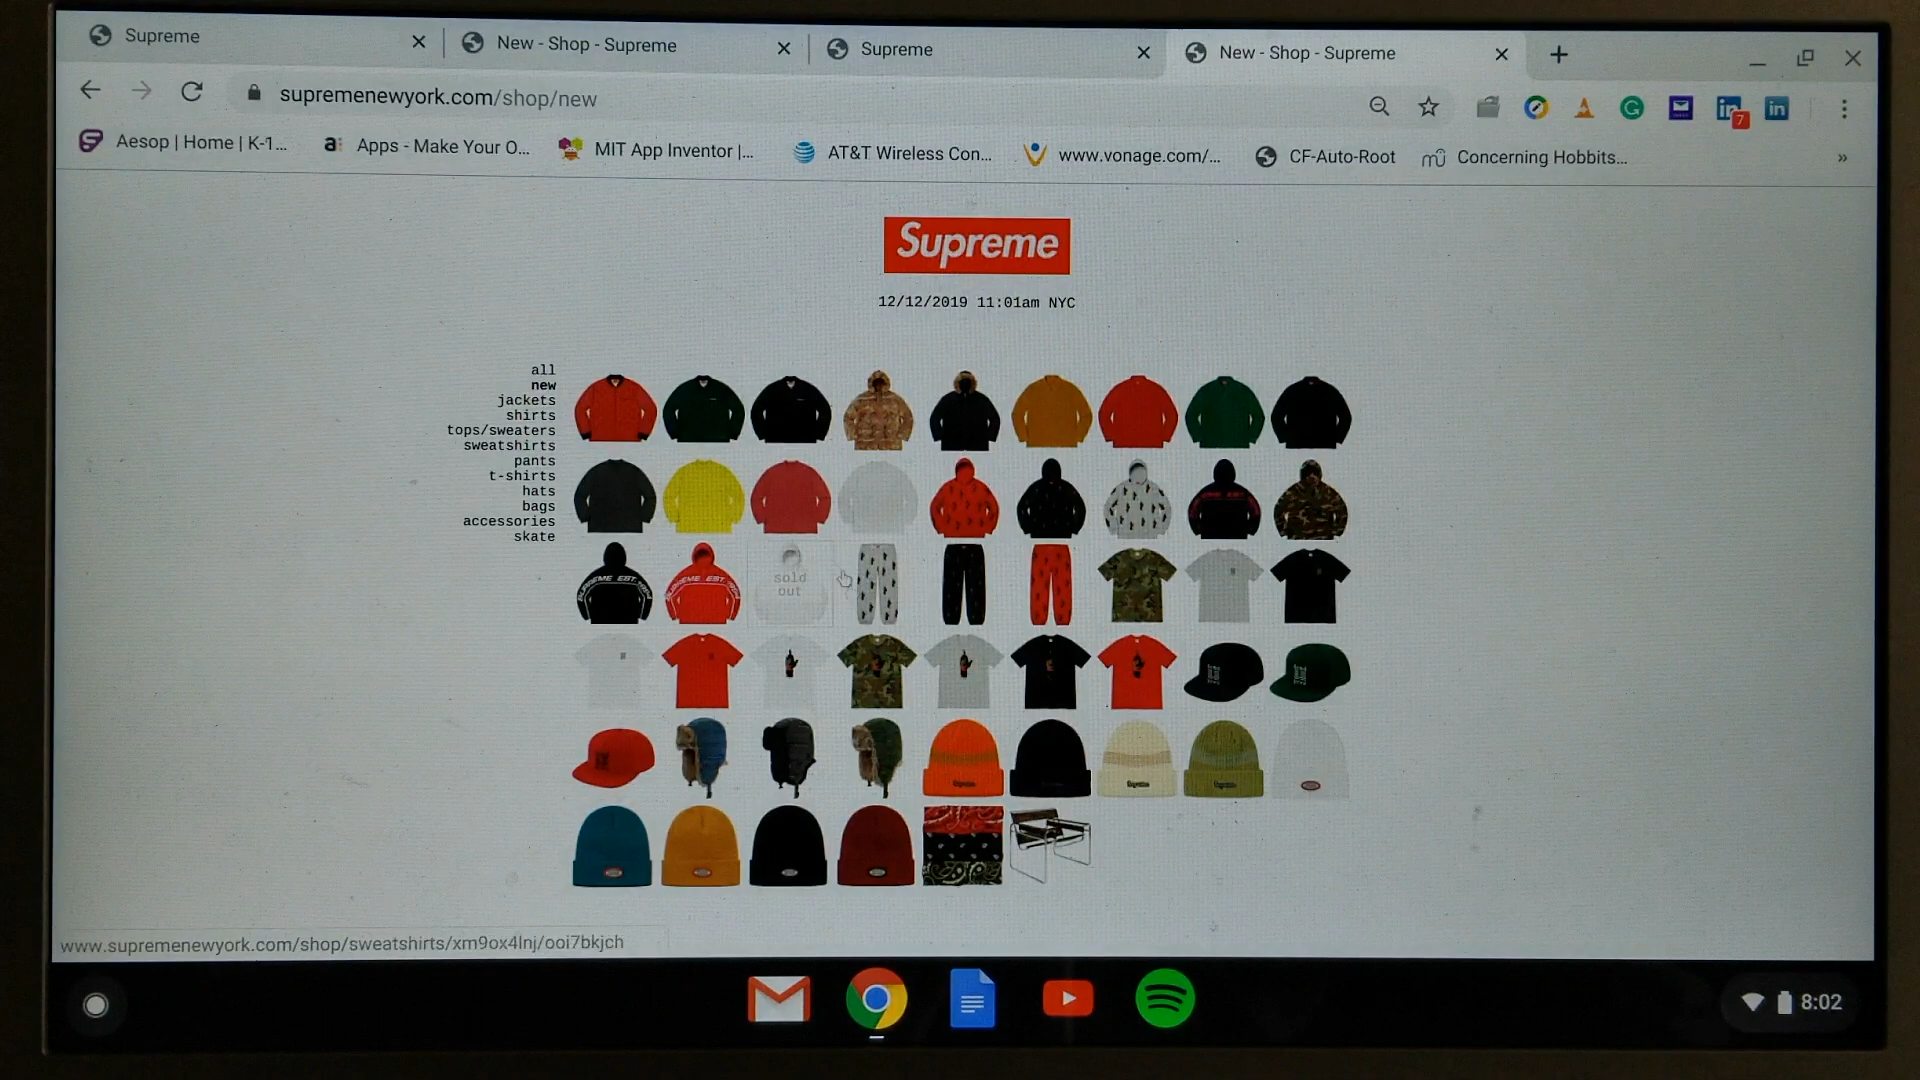 Supreme
New - Shop - Supreme
Supreme
New - Shop - Supreme
supremenewyork.com/shop/new
7
Aesop | Home | K-1...
Apps - Make Your O...
MIT App Inventor |...
AT&T Wireless Con...
www.vonage.com/...
CF-Auto-Root
Concerning Hobbits...
»
Supreme
12/12/2019 11:01am NYC
all
new
jackets
shirts
tops/sweaters
sweatshirts
pants
t-shirts
hats
bags
accessories
skate
sold
out
www.supremenewyork.com/shop/sweatshirts/xm9ox4lnj/ooi7bkjch
8:02